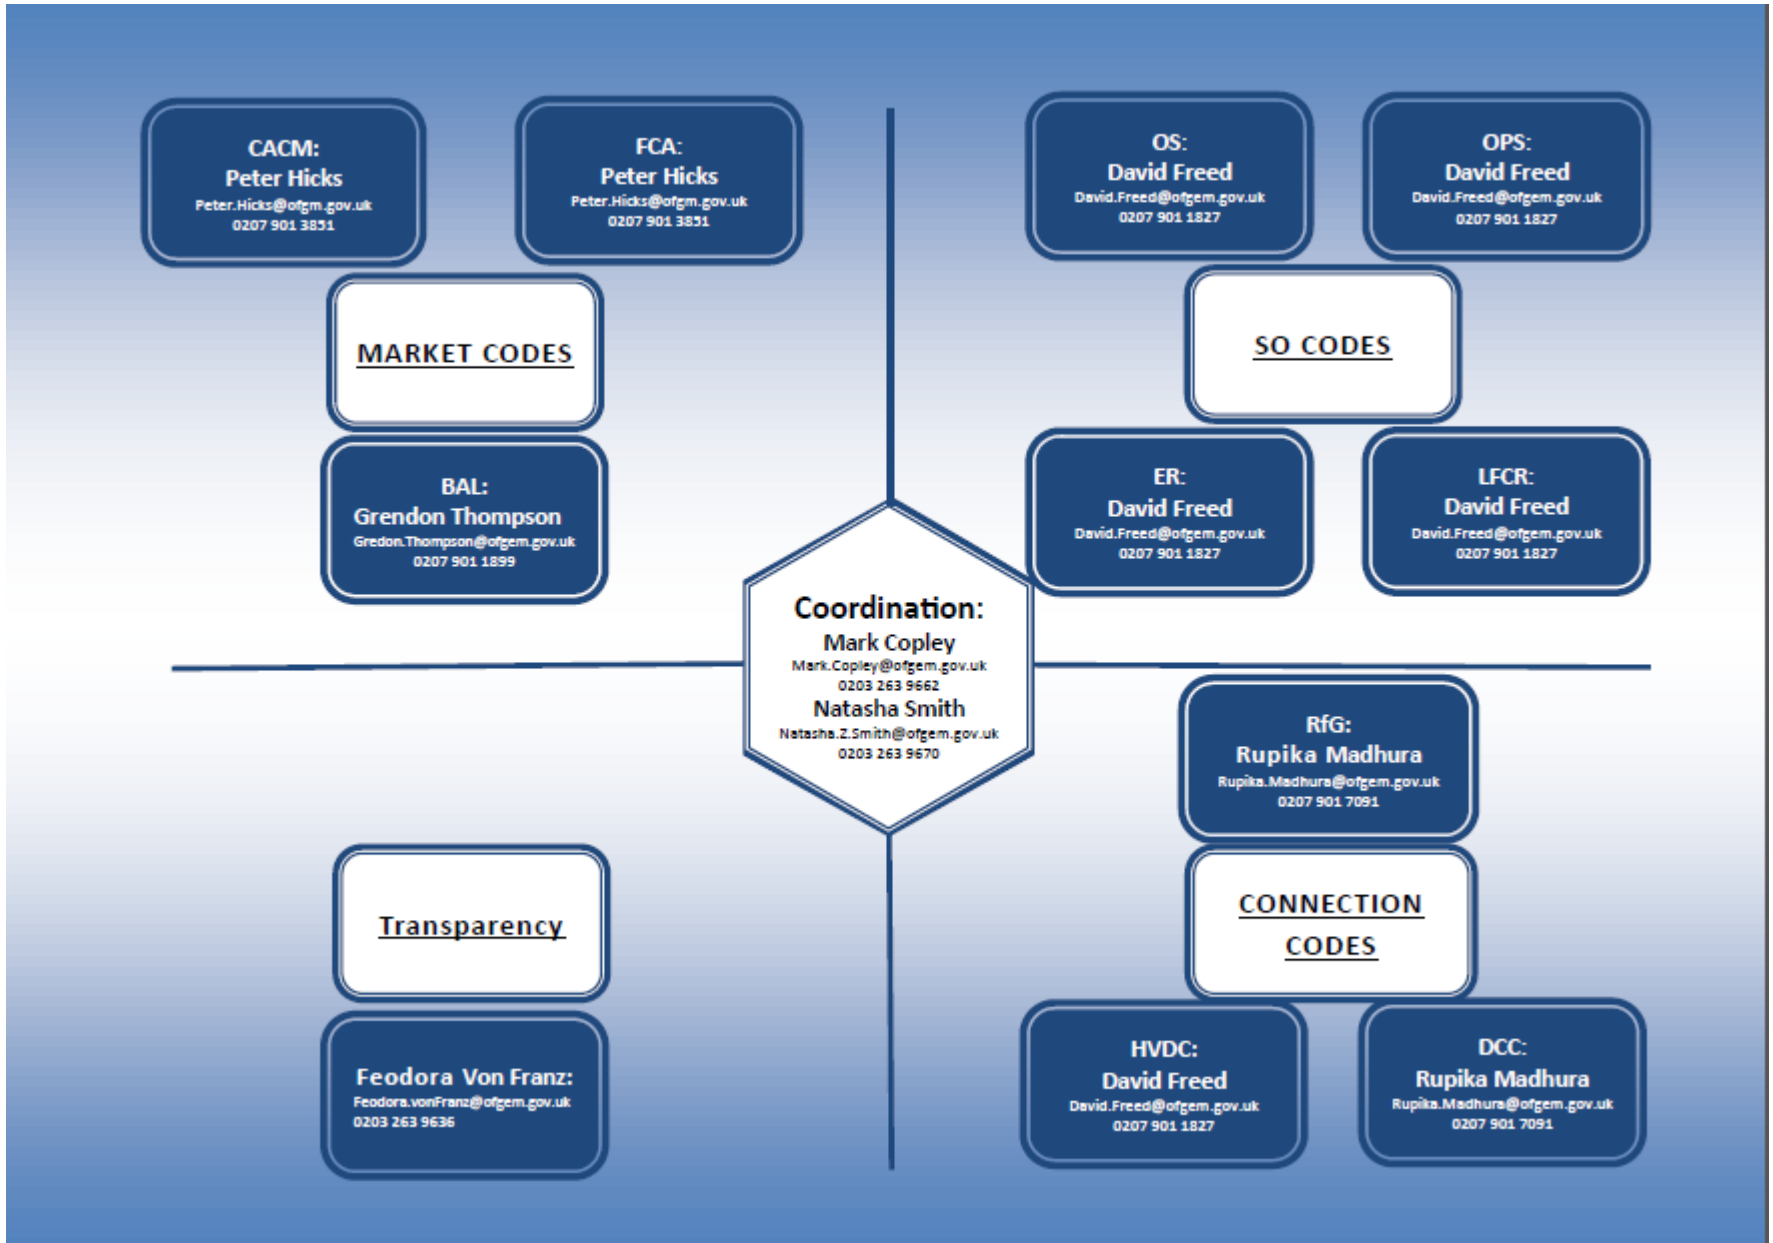 CACM:
Peter Hicks
Peter.Hicks@ofgm.gov.uk
0207 901 3851
FCA:
Peter Hicks
Peter.Hicks@ofgm.gov.uk
0207 901 3851
MARKET CODES
BAL:
Grendon Thompson
Gredon.Thompson@ofgem.gov.uk
0207 901 1899
OS:
David Freed
David.Freed@ofgem.gov.uk
0207 901 1827
OPS:
David Freed
David.Freed@ofgem.gov.uk
0207 901 1827
SO CODES
ER:
David Freed
David.Freed@ofgem.gov.uk
0207 901 1827
LFCR:
David Freed
David.Freed@ofgem.gov.uk
0207 901 1827
Coordination:
Mark Copley
Mark.Copley@ofgem.gov.uk
0203 263 9662
Natasha Smith
Natasha.Z.Smith@ofgem.gov.uk
0203 263 9670
Transparency
Feodora Von Franz:
Feodora.vonFranz@ofgem.gov.uk
0203 263 9636
RfG:
Rupika Madhura
Rupika.Madhura@ofgem.gov.uk
0207 901 7091
CONNECTION
CODES
HVDC:
David Freed
David.Freed@ofgem.gov.uk
0207 901 1827
DCC:
Rupika Madhura
Rupika.Madhura@ofgem.gov.uk
0207 901 7091